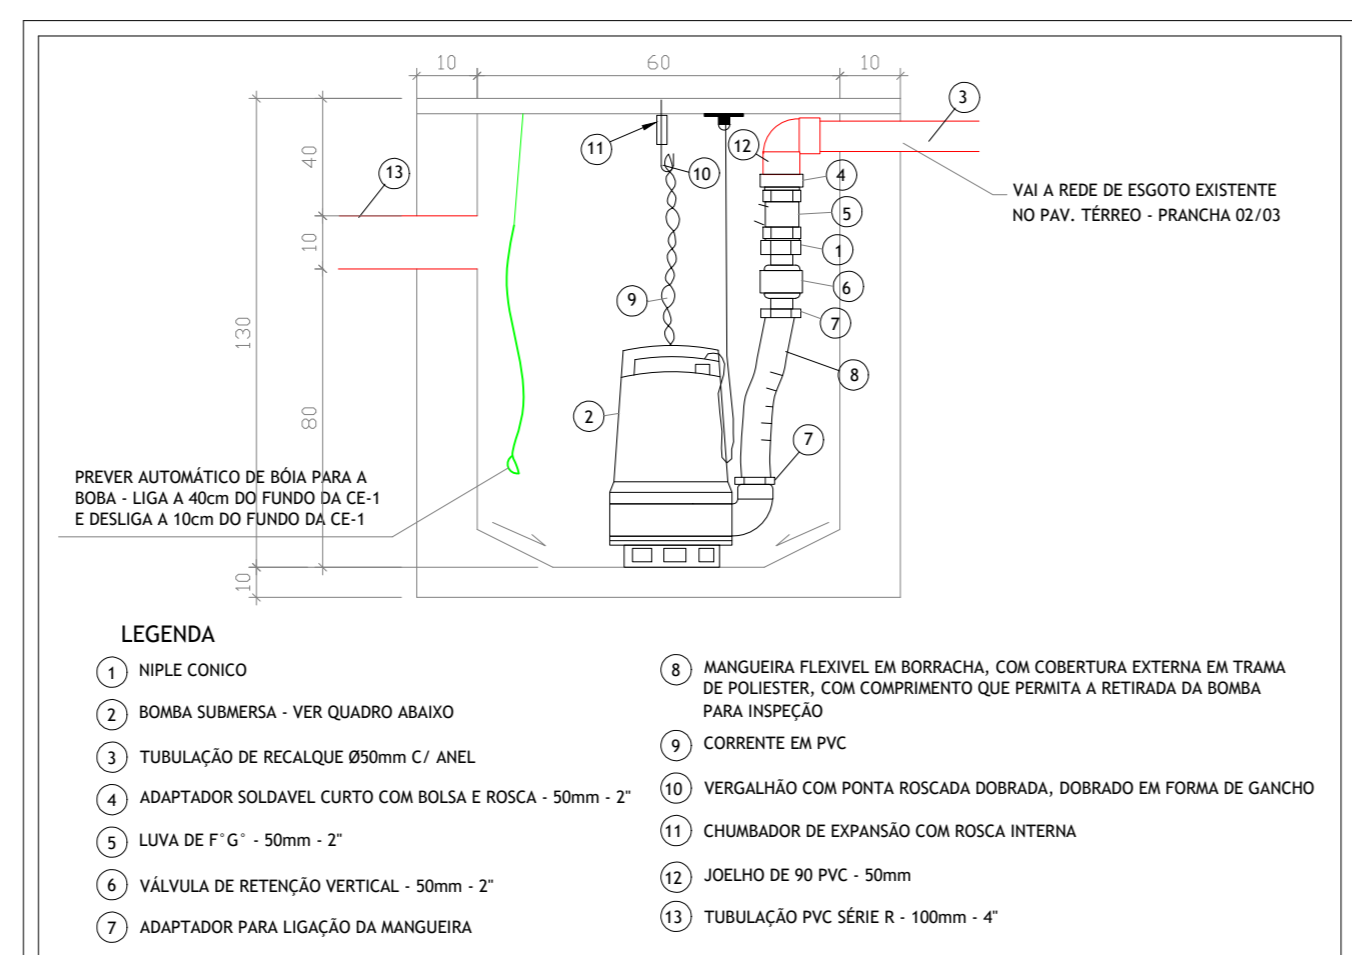 10
60
10
3
11
12
40
13
10
4
VAI A REDE DE ESGOTO EXISTENTE
NO PAV. TÉRREO - PRANCHA 02/03
5
10
1
6
9
7
130
8
2
80
7
PREVER AUTOMÁTICO DE BÓIA PARA A
BOBA - LIGA A 40cm DO FUNDO DA CE-1
E DESLIGA A 10cm DO FUNDO DA CE-1
10
LEGENDA
1 NIPLE CONICO
2 BOMBA SUBMERSA - VER QUADRO ABAIXO
3 TUBULAÇÃO DE RECALQUE Ø50mm C/ ANEL
4 ADAPTADOR SOLDAVEL CURTO COM BOLSA E ROSCA - 50mm - 2"
5 LUVA DE F°G° - 50mm - 2"
6 VÁLVULA DE RETENÇÃO VERTICAL - 50mm - 2"
7 ADAPTADOR PARA LIGAÇÃO DA MANGUEIRA
8 MANGUEIRA FLEXIVEL EM BORRACHA, COM COBERTURA EXTERNA EM TRAMA
DE POLIESTER, COM COMPRIMENTO QUE PERMITA A RETIRADA DA BOMBA
PARA INSPEÇÃO
9 CORRENTE EM PVC
10 VERGALHÃO COM PONTA ROSCADA DOBRADA, DOBRADO EM FORMA DE GANCHO
11 CHUMBADOR DE EXPANSÃO COM ROSCA INTERNA
12 JOELHO DE 90 PVC - 50mm
13 TUBULAÇÃO PVC SÉRIE R - 100mm - 4"